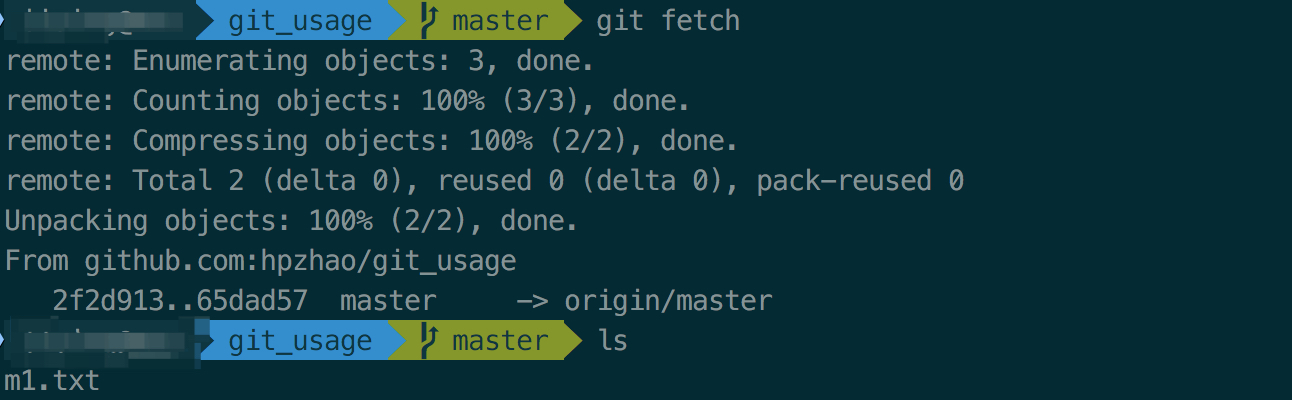 git_usage master git fetch
remote: Enumerating objects: 3, done.
remote: Counting objects: 100% (3/3), done.
remote: Compressing objects: 100% (2/2), done.
remote: Total 2 (delta 0), reused 0 (delta 0), pack-reused 0
Unpacking objects: 100% (2/2), done.
From github.com:hpzhao/git_usage
   2f2d913..65dad57  master     -> origin/master
git_usage master ls
m1.txt